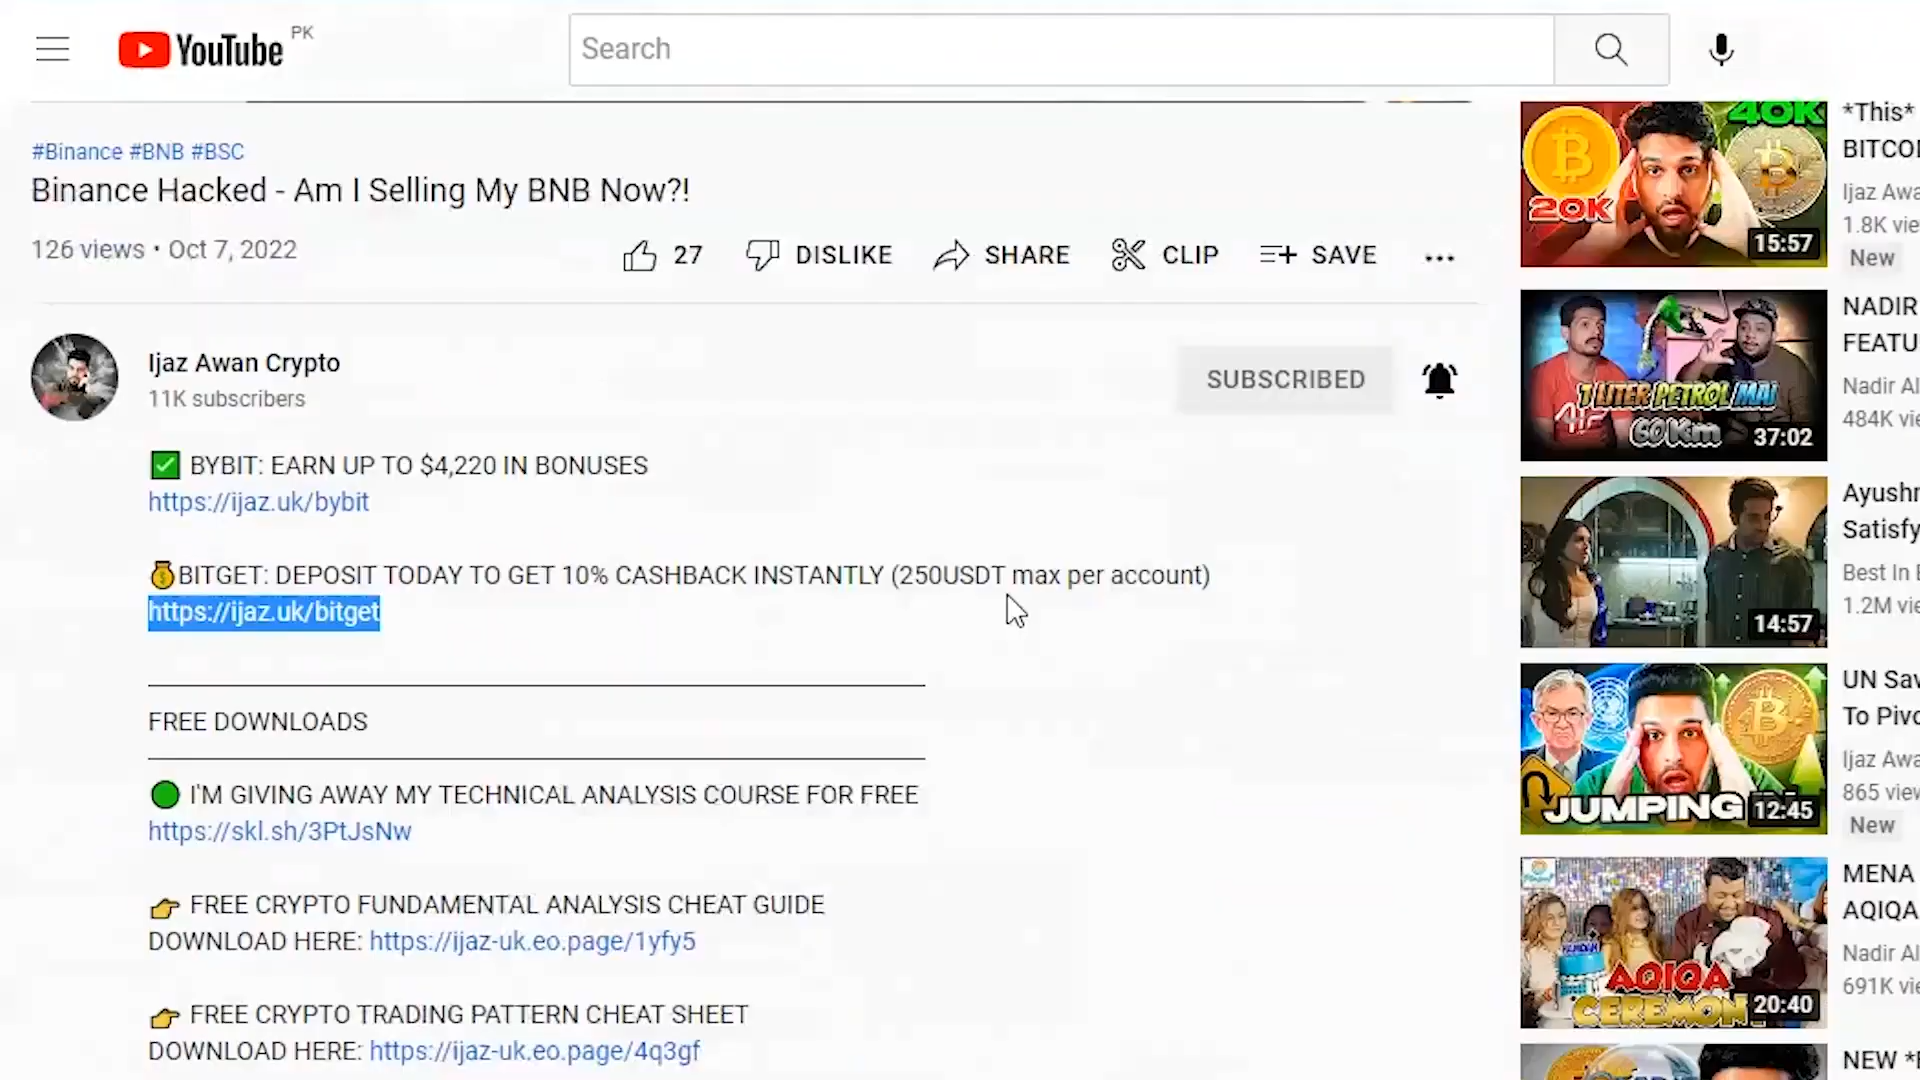 YouTube PK
Search
#Binance #BNB #BSC
Binance Hacked - Am I Selling My BNB Now?!
126 views • Oct 7, 2022
27
DISLIKE
SHARE
CLIP
SAVE
Ijaz Awan Crypto
11K subscribers
SUBSCRIBED
BYBIT: EARN UP TO $4,220 IN BONUSES
https://ijaz.uk/bybit
BITGET: DEPOSIT TODAY TO GET 10% CASHBACK INSTANTLY (250USDT max per account)
https://ijaz.uk/bitget
FREE DOWNLOADS
I'M GIVING AWAY MY TECHNICAL ANALYSIS COURSE FOR FREE
https://skl.sh/3PtJsNw
FREE CRYPTO FUNDAMENTAL ANALYSIS CHEAT GUIDE
DOWNLOAD HERE: https://ijaz-uk.eo.page/1yfy5
FREE CRYPTO TRADING PATTERN CHEAT SHEET
DOWNLOAD HERE: https://ijaz-uk.eo.page/4q3gf
40K
20K
15:57
*This*
BITCO
Ijaz Awa
1.8K vie
New
1 LITER PETROL MAI
60Km
37:02
NADIR
FEATU
Nadir Al
484K vie
14:57
Ayush
Satisfy
Best In
1.2M vie
JUMPING
12:45
UN Sav
To Pivo
Ijaz Awa
865 view
New
AQIQA
CEREMON
20:40
MENA
AQIQA
Nadir Al
691K vie
NEW